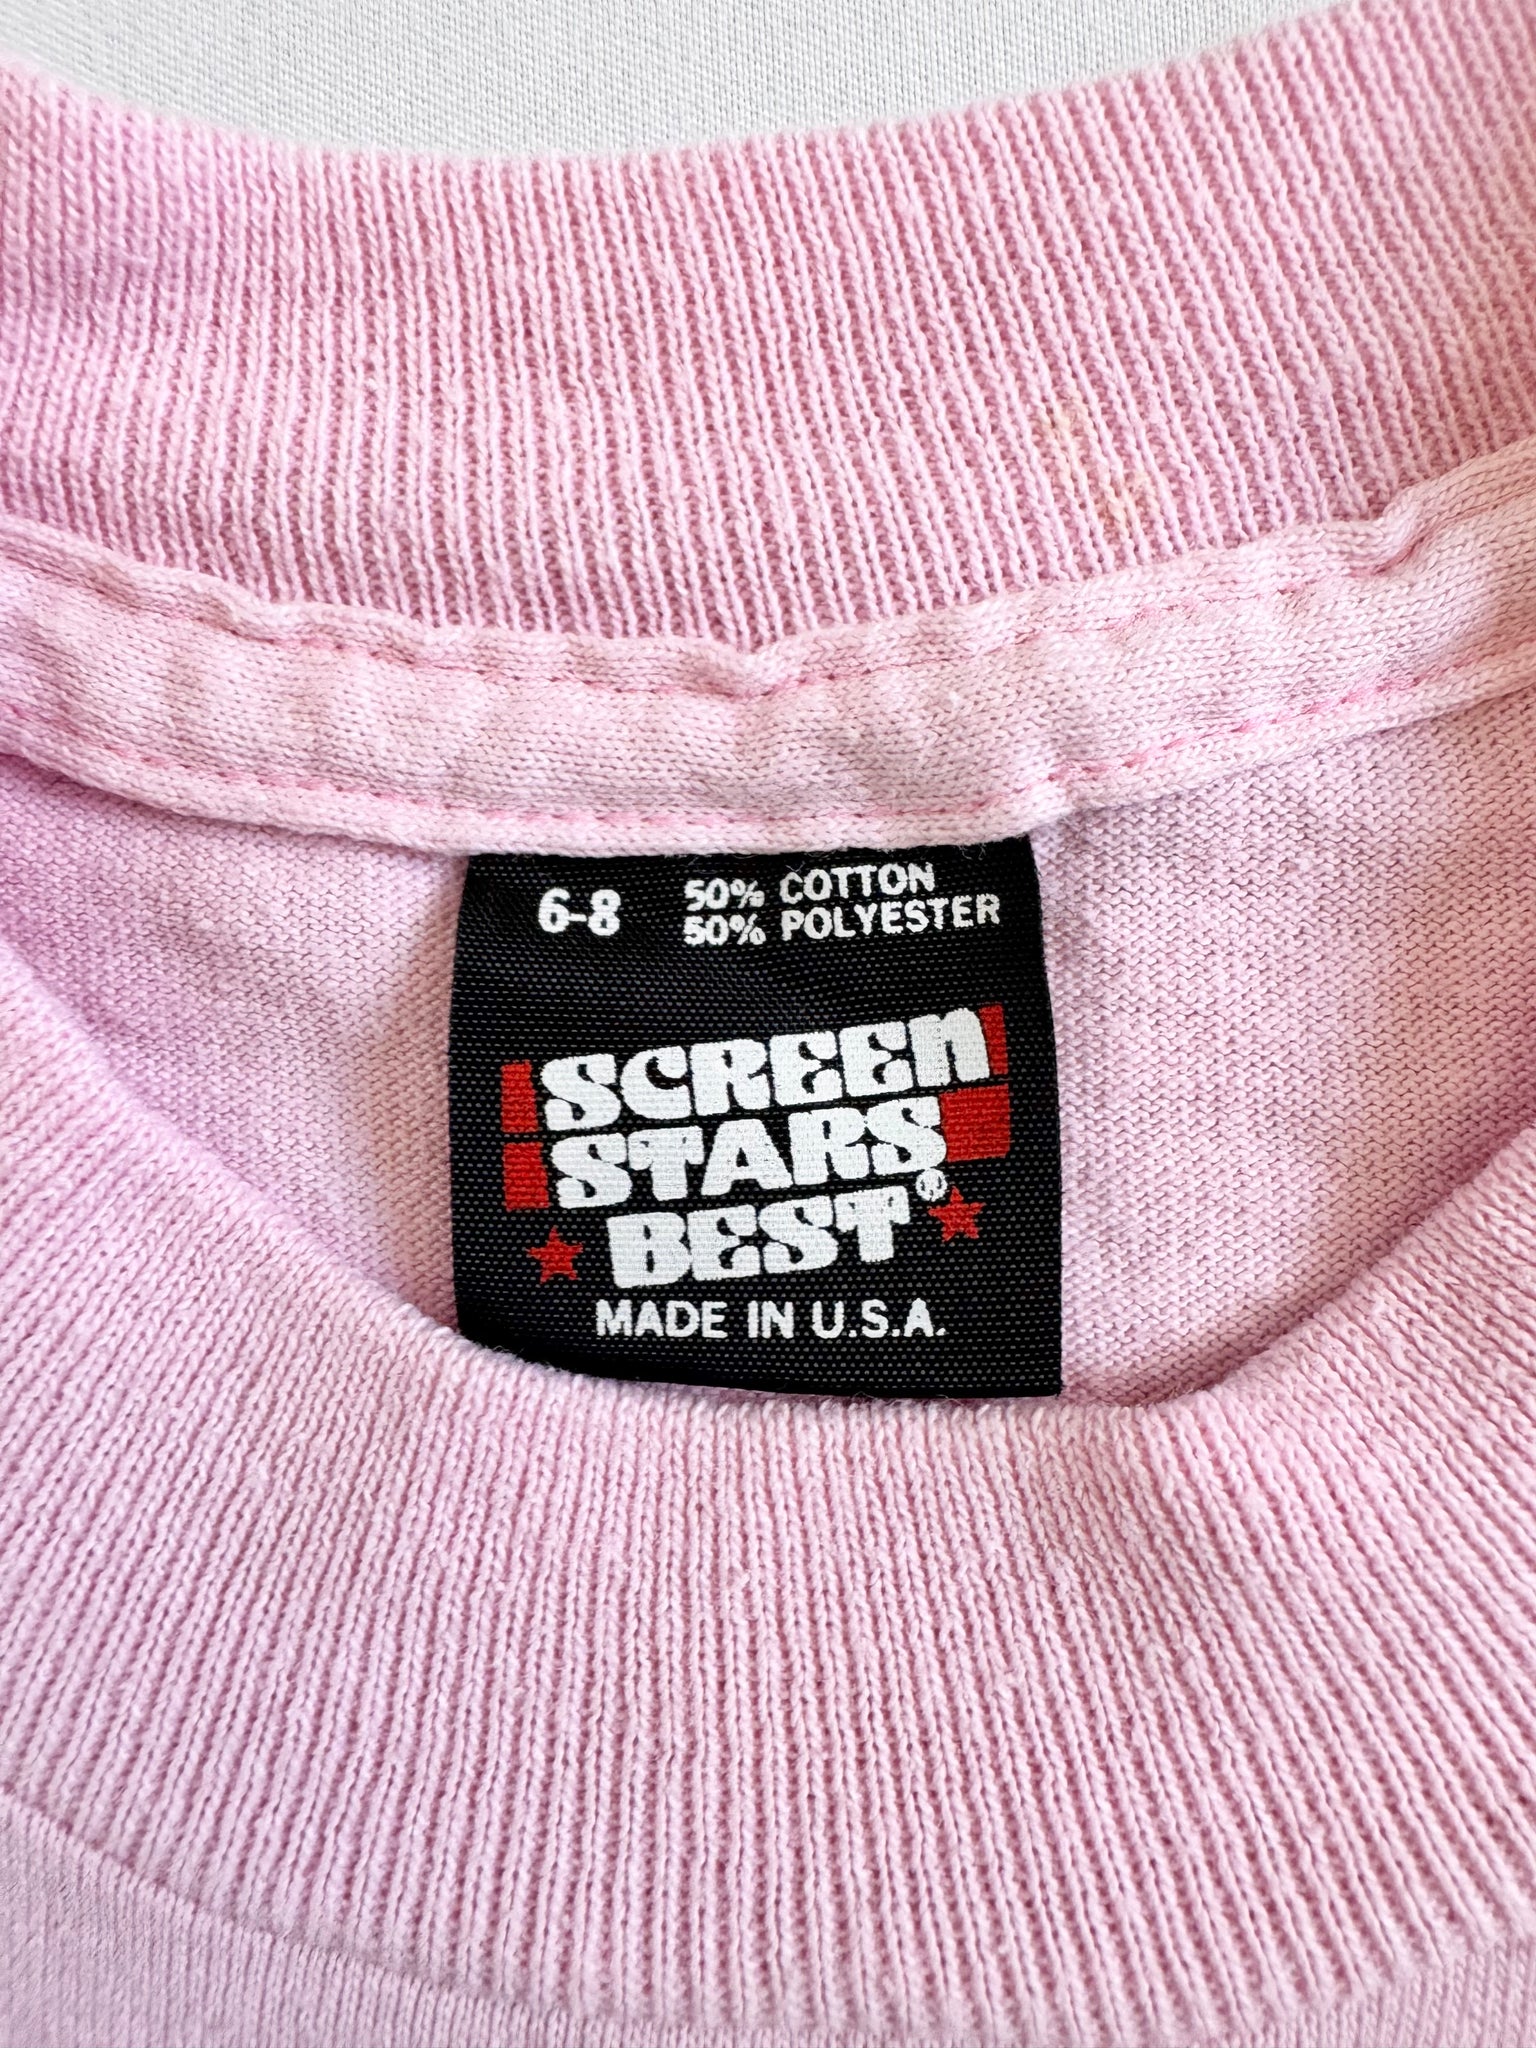 6-8 50% COTTON
50% POLYESTER
SCREEN
STARS®
BEST
MADE IN U.S.A.